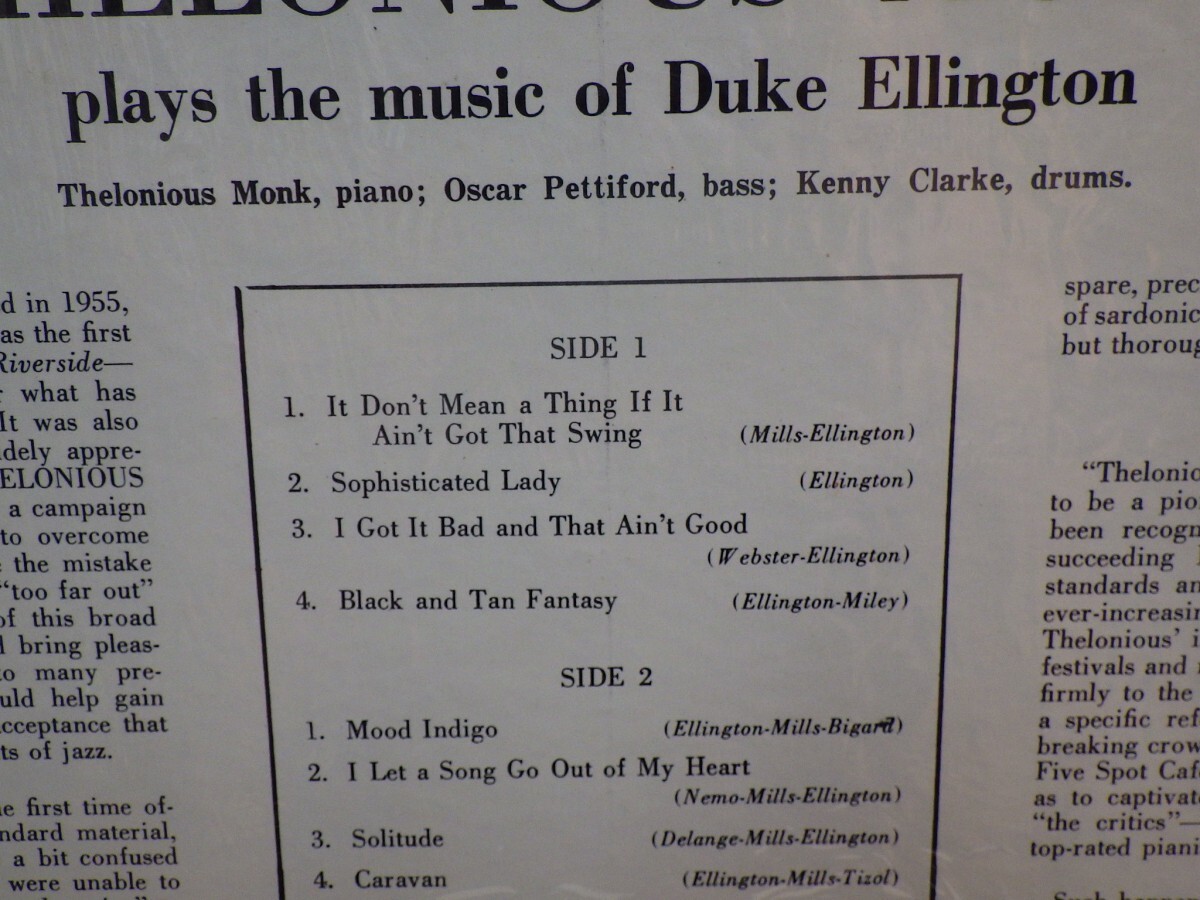 plays the music of Duke Ellington
Thelonious Monk, piano; Oscar Pettiford, bass; Kenny Clarke, drums.
d in 1955,
as the first
Riverside—
what has
It was also
dely appre-
ELONIOUS
a campaign
to overcome
the mistake
"too far out"
of this broad
bring pleas-
to many pre-
uld help gain
cceptance that
ts of jazz.
e first time of-
ndard material,
a bit confused
were unable to
SIDE 1
1. It Don't Mean a Thing If It
Ain't Got That Swing (Mills-Ellington)
2. Sophisticated Lady (Ellington)
3. I Got It Bad and That Ain't Good
(Webster-Ellington)
4. Black and Tan Fantasy (Ellington-Miley)
SIDE 2
1. Mood Indigo (Ellington-Mills-Bigard)
2. I Let a Song Go Out of My Heart
(Nemo-Mills-Ellington)
3. Solitude (Delange-Mills-Ellington)
4. Caravan (Ellington-Mills-Tizol)
spare, prec
of sardonic
but thoroug
"Thelonio
to be a pio
been recogn
succeeding
standards an
ever-increasin
Thelonious' i
festivals and
firmly to the
a specific ref
breaking crow
Five Spot Caf
as to captivat
"the critics"—
top-rated piani